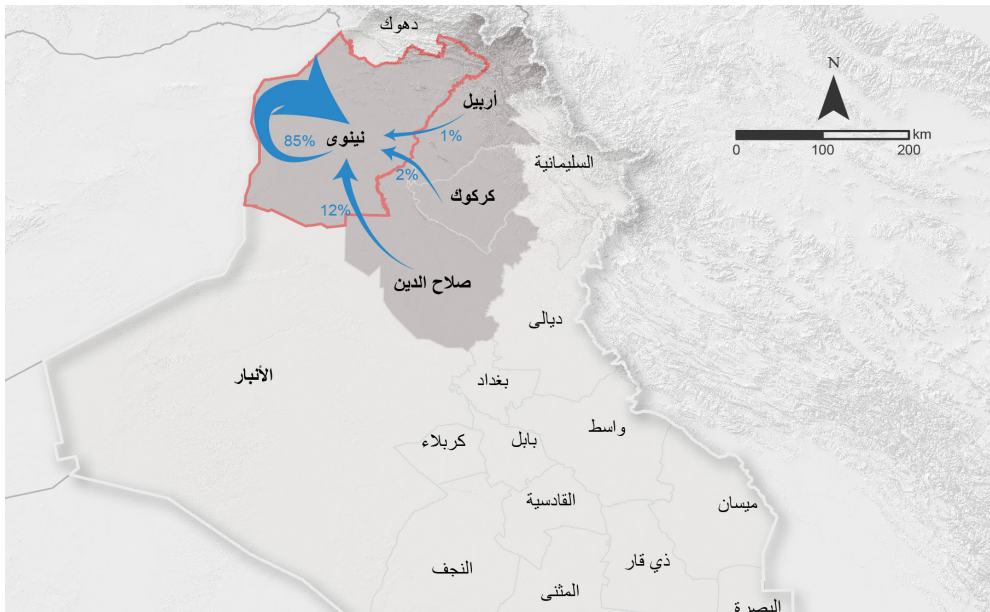 دهوك
N
km
0 100 200
أربيل
1%
نينوى
85%
السليمانية
2%
كركوك
12%
صلاح الدين
ديالى
الأنبار
بغداد
واسط
بابل
كربلاء
القادسية
ميسان
ذي قار
النجف
المثنى
البصرة